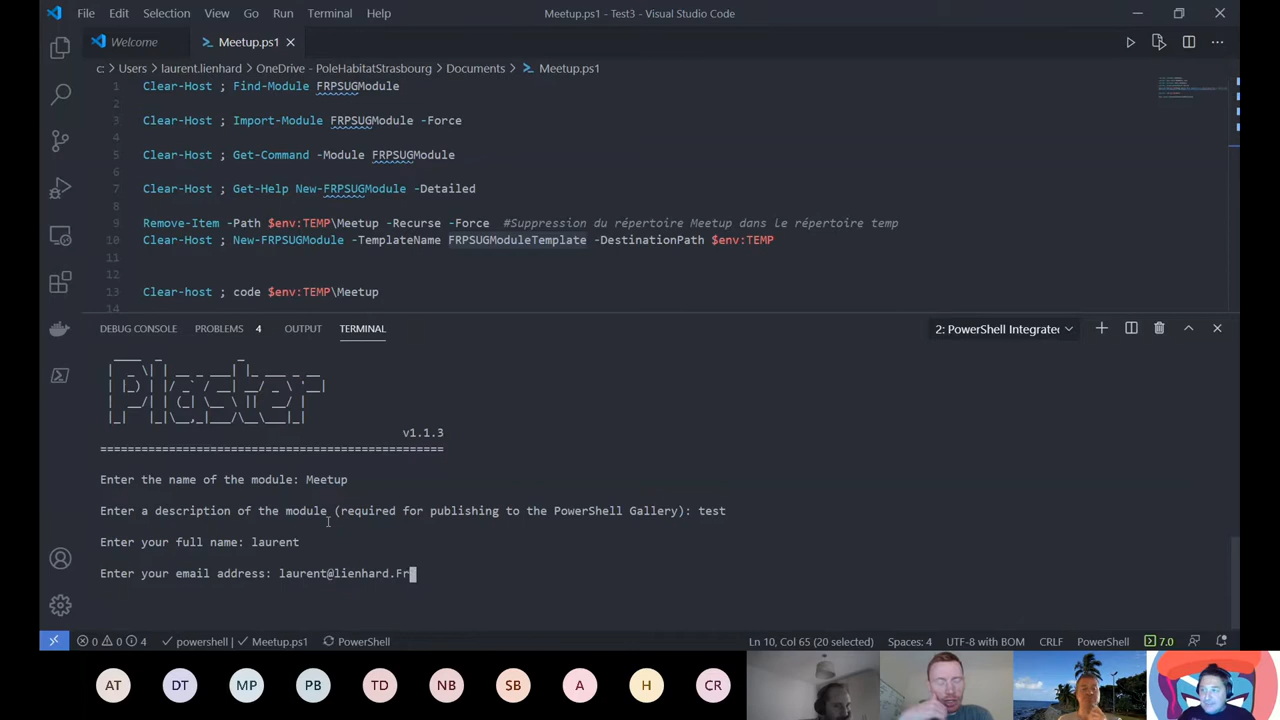 File Edit Selection View Go Run Terminal Help Meetup.ps1 - Test3 - Visual Studio Code
Welcome Meetup.ps1
c: > Users > laurent.lienhard > OneDrive - PoleHabitatStrasbourg > Documents > Meetup.ps1
1 Clear-Host ; Find-Module FRPSUGModule
2
3 Clear-Host ; Import-Module FRPSUGModule -Force
4
5 Clear-Host ; Get-Command -Module FRPSUGModule
6
7 Clear-Host ; Get-Help New-FRPSUGModule -Detailed
8
9 Remove-Item -Path $env:TEMP\Meetup -Recurse -Force #Suppression du répertoire Meetup dans le répertoire temp
10 Clear-Host ; New-FRPSUGModule -TemplateName FRPSUGModuleTemplate -DestinationPath $env:TEMP
11
12
13 Clear-host ; code $env:TEMP\Meetup
14
DEBUG CONSOLE PROBLEMS 4 OUTPUT TERMINAL 2: PowerShell Integrated
Plaster
v1.1.3
==================================================
Enter the name of the module: Meetup
Enter a description of the module (required for publishing to the PowerShell Gallery): test
Enter your full name: laurent
Enter your email address: laurent@lienhard.Fr
0 0 4 powershell Meetup.ps1 PowerShell Ln 10, Col 65 (20 selected) Spaces: 4 UTF-8 with BOM CRLF PowerShell 7.0
AT DT MP PB TD NB SB A H CR